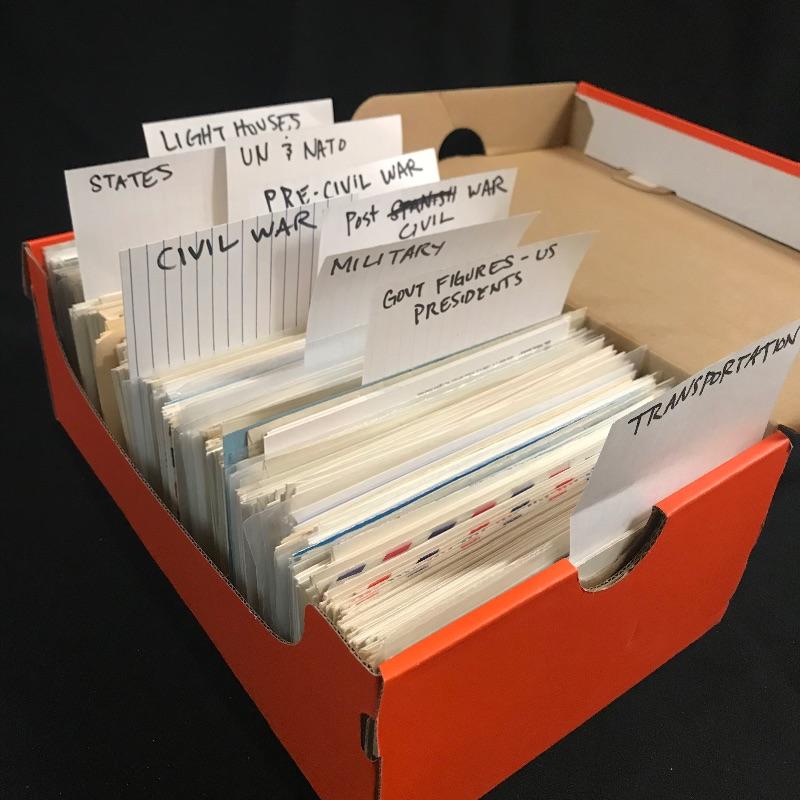 LIGHT HOUSES
UN & NATO
STATES
PRE-CIVIL WAR
CIVIL WAR
Post SPANISH WAR
CIVIL
MILITARY
GOVT FIGURES - US
PRESIDENTS
TRANSPORTATION